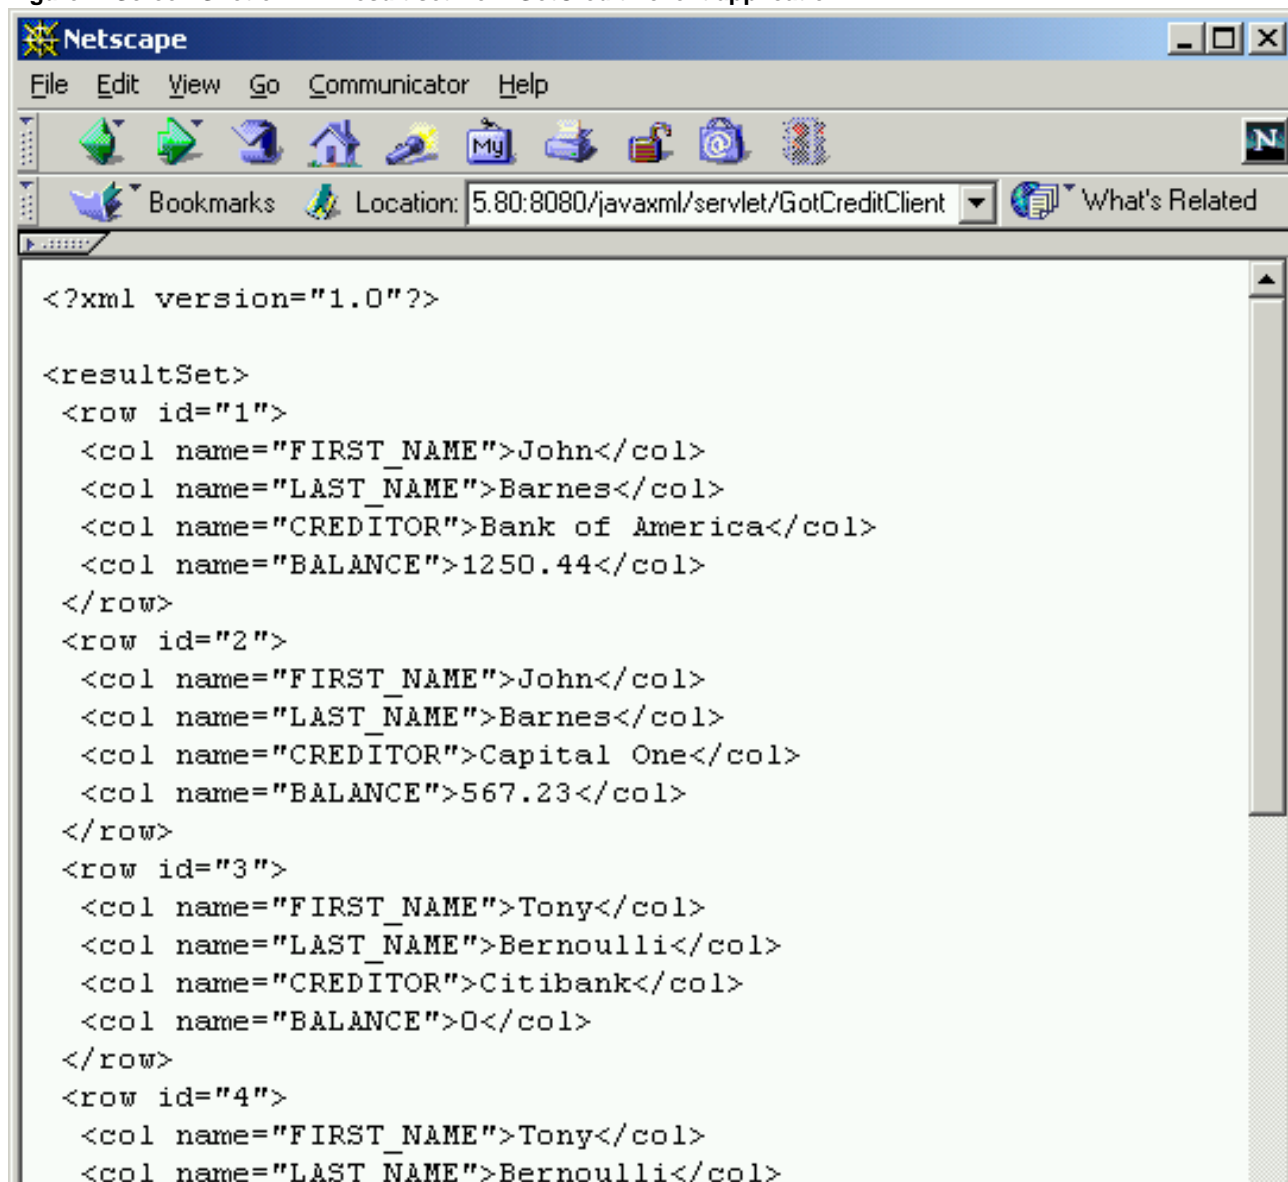 Netscape
File Edit View Go Communicator Help
My
N
Bookmarks Location: 5.80:8080/javaxml/servlet/GotCreditClient What's Related
<?xml version="1.0"?>
<resultSet>
<row id="1">
<col name="FIRST_NAME">John</col>
<col name="LAST_NAME">Barnes</col>
<col name="CREDITOR">Bank of America</col>
<col name="BALANCE">1250.44</col>
</row>
<row id="2">
<col name="FIRST_NAME">John</col>
<col name="LAST_NAME">Barnes</col>
<col name="CREDITOR">Capital One</col>
<col name="BALANCE">567.23</col>
</row>
<row id="3">
<col name="FIRST_NAME">Tony</col>
<col name="LAST_NAME">Bernoulli</col>
<col name="CREDITOR">Citibank</col>
<col name="BALANCE">0</col>
</row>
<row id="4">
<col name="FIRST_NAME">Tony</col>
<col name="LAST_NAME">Bernoulli</col>